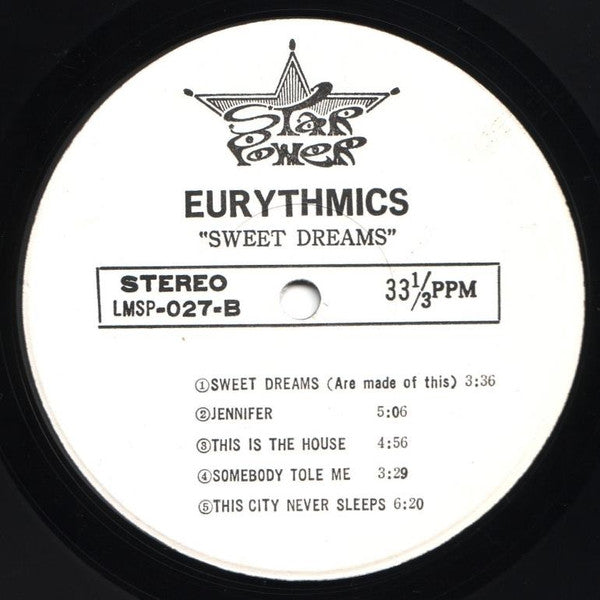 STAR
POWER
EURYTHMICS
"SWEET DREAMS"
STEREO
LMSP-027-B
33 1/3 PPM
①SWEET DREAMS (Are made of this) 3:36
②JENNIFER 5:06
③THIS IS THE HOUSE 4:56
④SOMEBODY TOLE ME 3:29
⑤THIS CITY NEVER SLEEPS 6:20